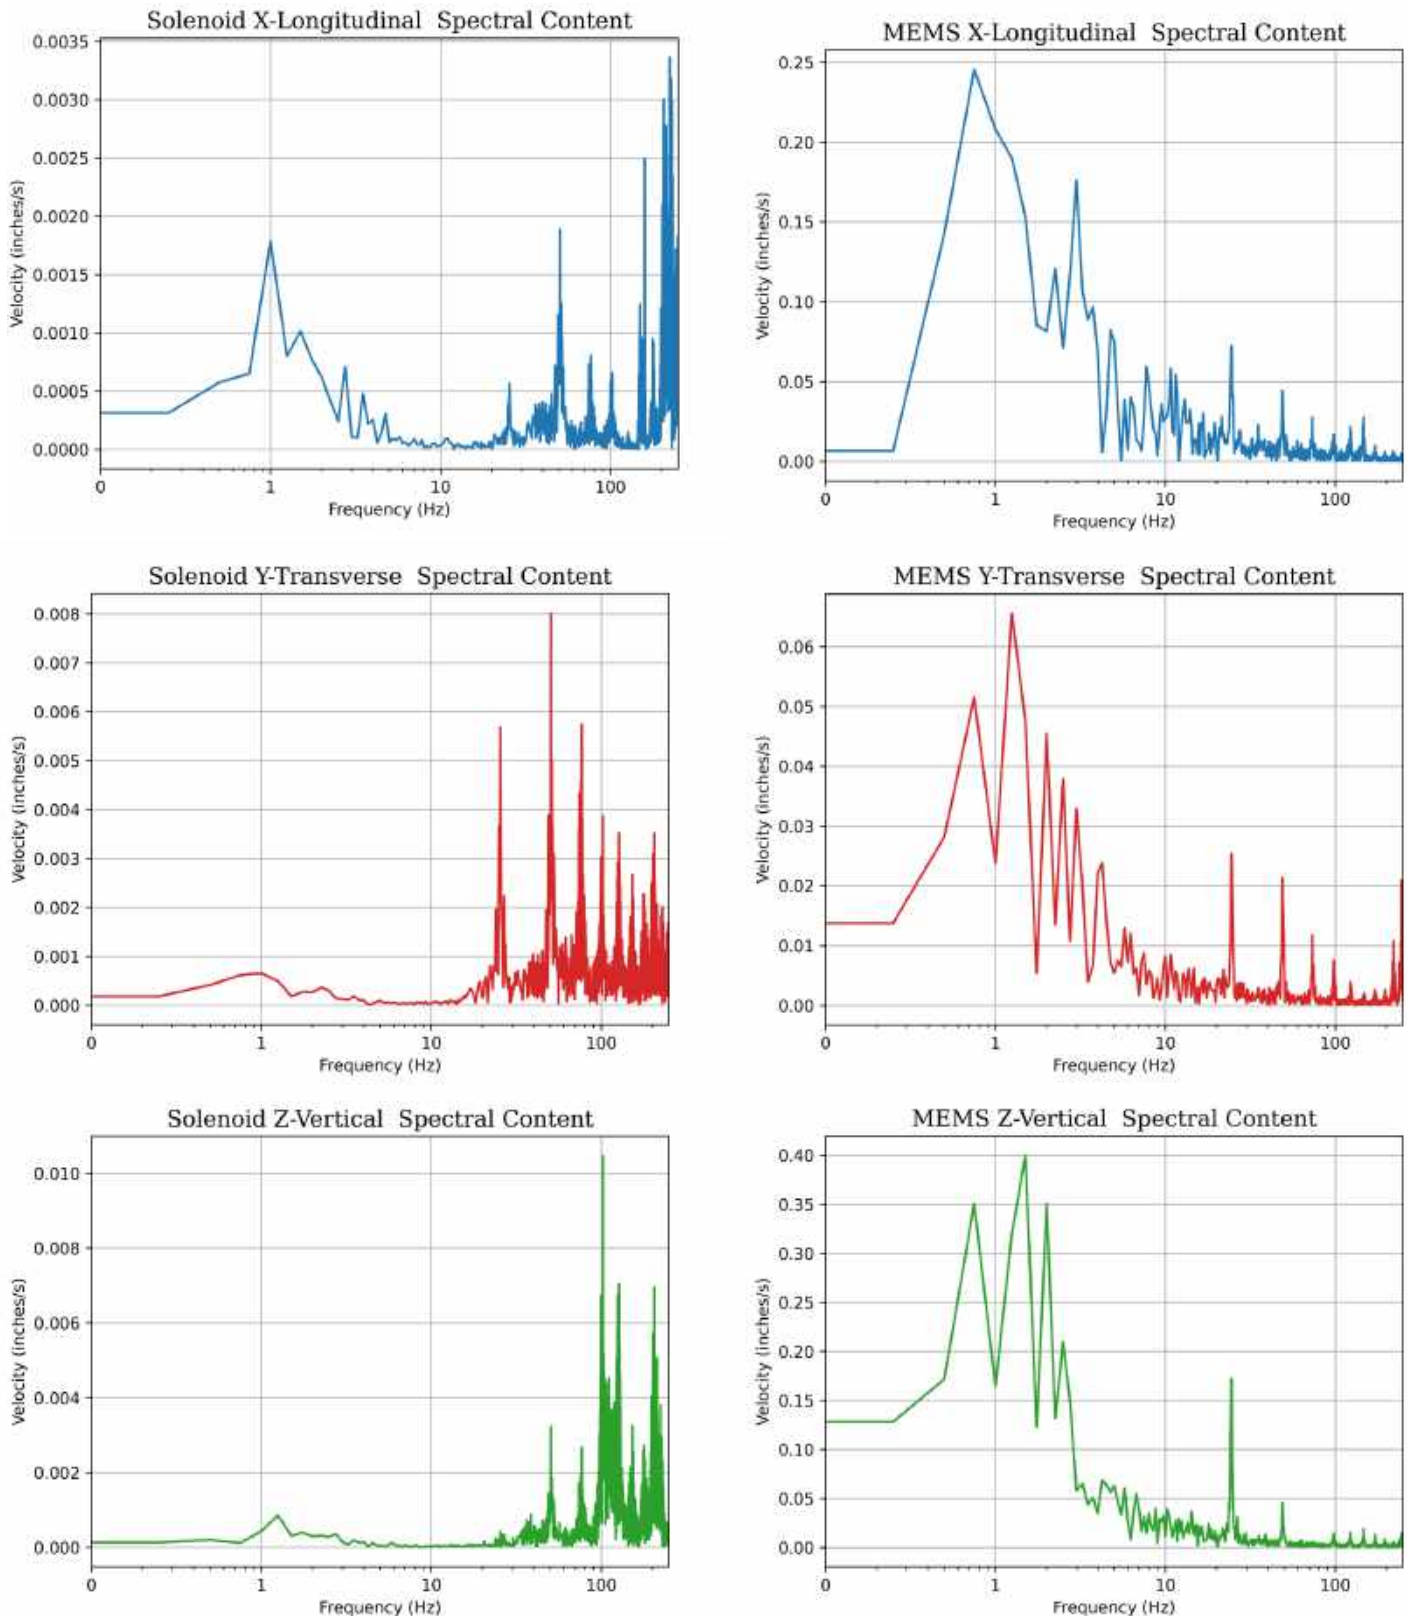 Solenoid X-Longitudinal Spectral Content
0.0035
0.0030
0.0025
0.0020
0.0015
0.0010
0.0005
0.0000
Velocity (inches/s)
0 1 10 100
Frequency (Hz)
MEMS X-Longitudinal Spectral Content
0.25
0.20
0.15
0.10
0.05
0.00
Velocity (inches/s)
0 1 10 100
Frequency (Hz)
Solenoid Y-Transverse Spectral Content
0.008
0.007
0.006
0.005
0.004
0.003
0.002
0.001
0.000
Velocity (inches/s)
0 1 10 100
Frequency (Hz)
MEMS Y-Transverse Spectral Content
0.06
0.05
0.04
0.03
0.02
0.01
0.00
Velocity (inches/s)
0 1 10 100
Frequency (Hz)
Solenoid Z-Vertical Spectral Content
0.010
0.008
0.006
0.004
0.002
0.000
Velocity (inches/s)
0 1 10 100
Frequency (Hz)
MEMS Z-Vertical Spectral Content
0.40
0.35
0.30
0.25
0.20
0.15
0.10
0.05
0.00
Velocity (inches/s)
0 1 10 100
Frequency (Hz)